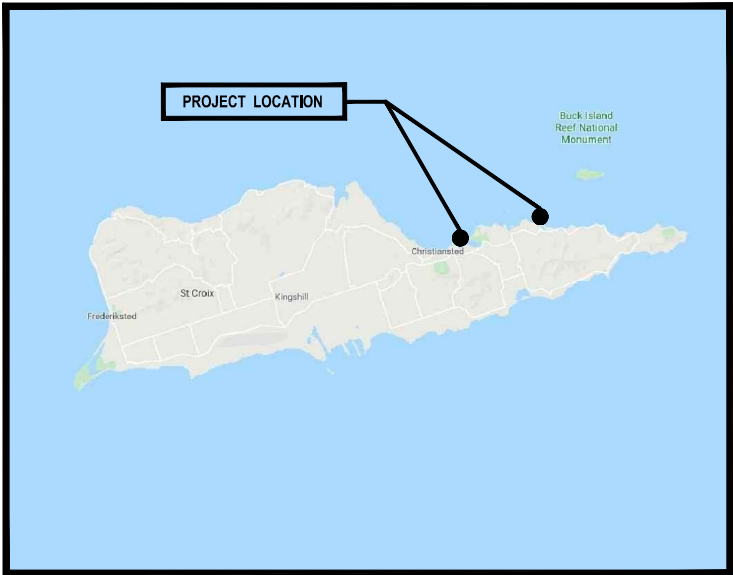 PROJECT LOCATION
Buck Island
Reef National
Monument
Christiansted
St Croix
Kingshill
Frederiksted